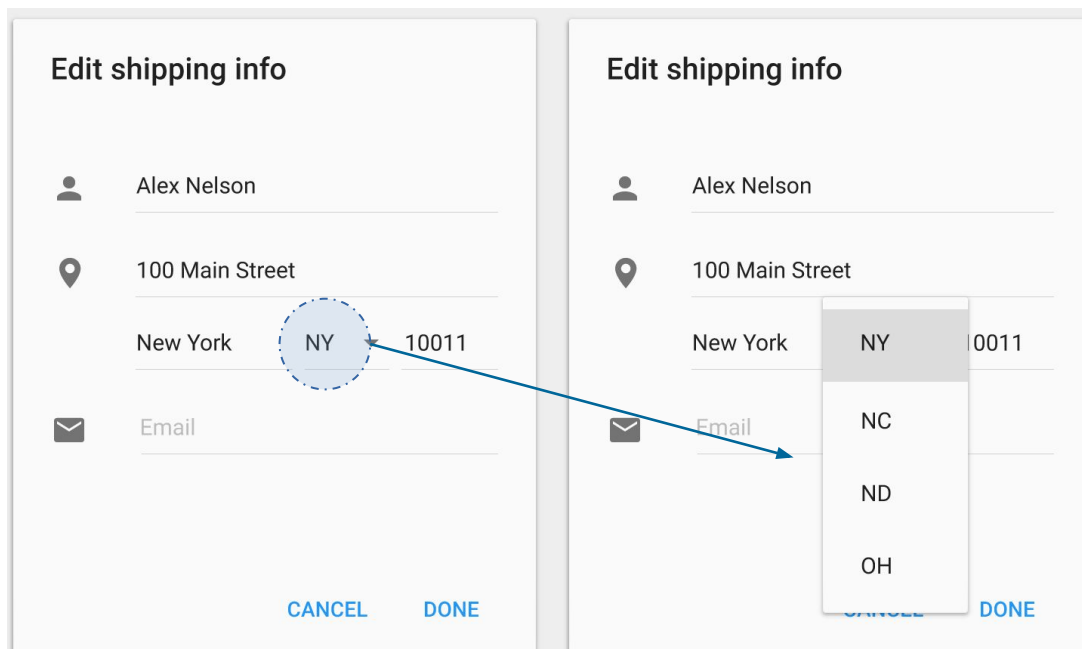 Edit shipping info
Alex Nelson
100 Main Street
New York NY 10011
Email
CANCEL DONE
Edit shipping info
Alex Nelson
100 Main Street
New York NY 0011
Email
NC
ND
OH
DONE